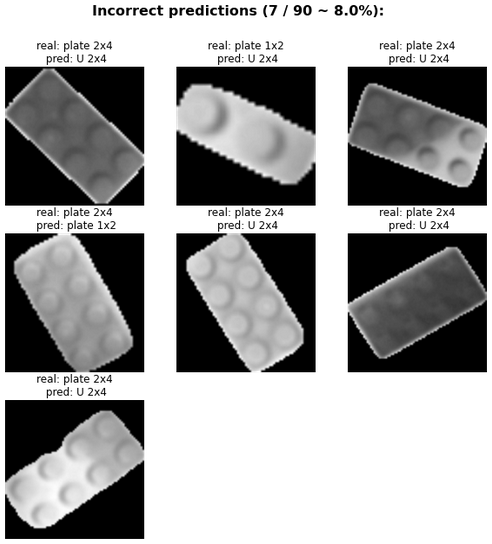 Incorrect predictions (7 / 90 ~ 8.0%):
real: plate 2x4
pred: U 2x4
real: plate 1x2
pred: U 2x4
real: plate 2x4
pred: U 2x4
real: plate 2x4
pred: plate 1x2
real: plate 2x4
pred: U 2x4
real: plate 2x4
pred: U 2x4
real: plate 2x4
pred: U 2x4